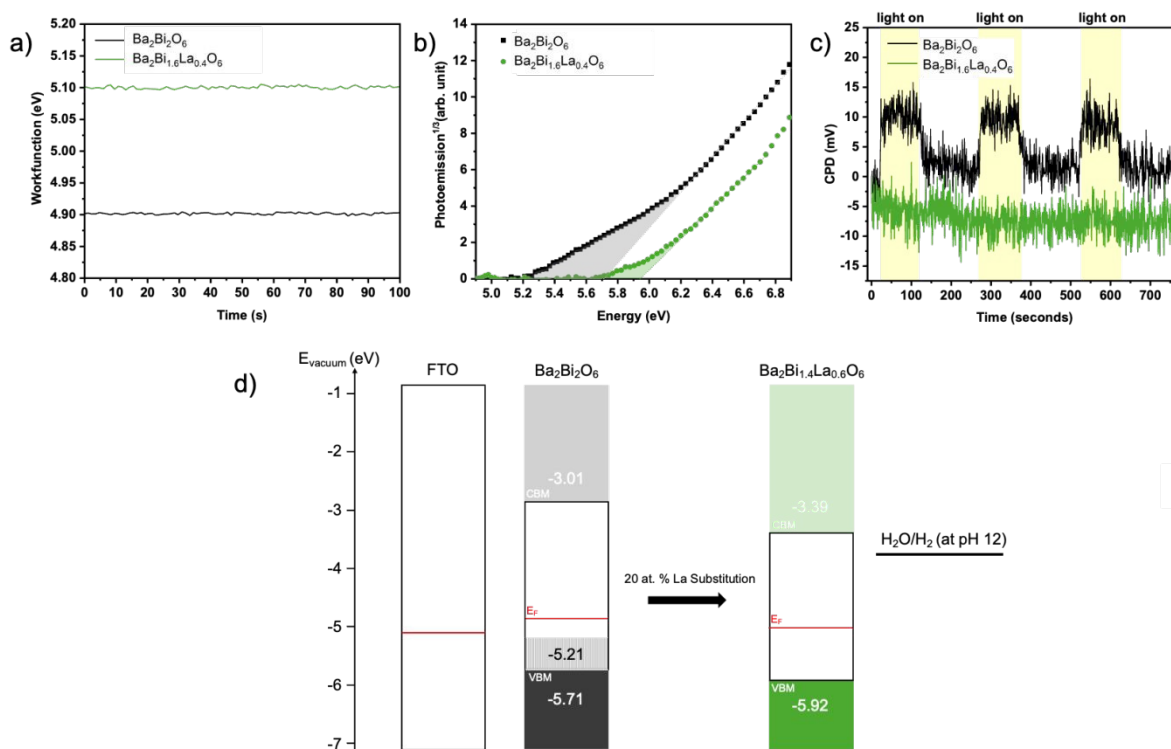 a)
5.20
5.15
5.10
5.05
5.00
4.95
4.90
4.85
4.80
Workfunction (eV)
0 10 20 30 40 50 60 70 80 90 100
Time (s)
Ba₂Bi₂O₆
Ba₂Bi₁.₆La₀.₄O₆
b)
14
12
10
8
6
4
2
0
Photoemission¹ᐟ³(arb. unit)
5.0 5.2 5.4 5.6 5.8 6.0 6.2 6.4 6.6 6.8
Energy (eV)
Ba₂Bi₂O₆
Ba₂Bi₁.₆La₀.₄O₆
c)
light on light on light on
25
20
15
10
5
0
-5
-10
-15
CPD (mV)
0 100 200 300 400 500 600 700
Time (seconds)
Ba₂Bi₂O₆
Ba₂Bi₁.₆La₀.₄O₆
d)
Evacuum (eV)
-1
-2
-3
-4
-5
-6
-7
FTO
Ba₂Bi₂O₆
-3.01
CBM
EF
-5.21
VBM
-5.71
20 at. % La Substitution
Ba₂Bi₁.₄La₀.₆O₆
-3.39
CBM
EF
VBM
-5.92
H₂O/H₂ (at pH 12)